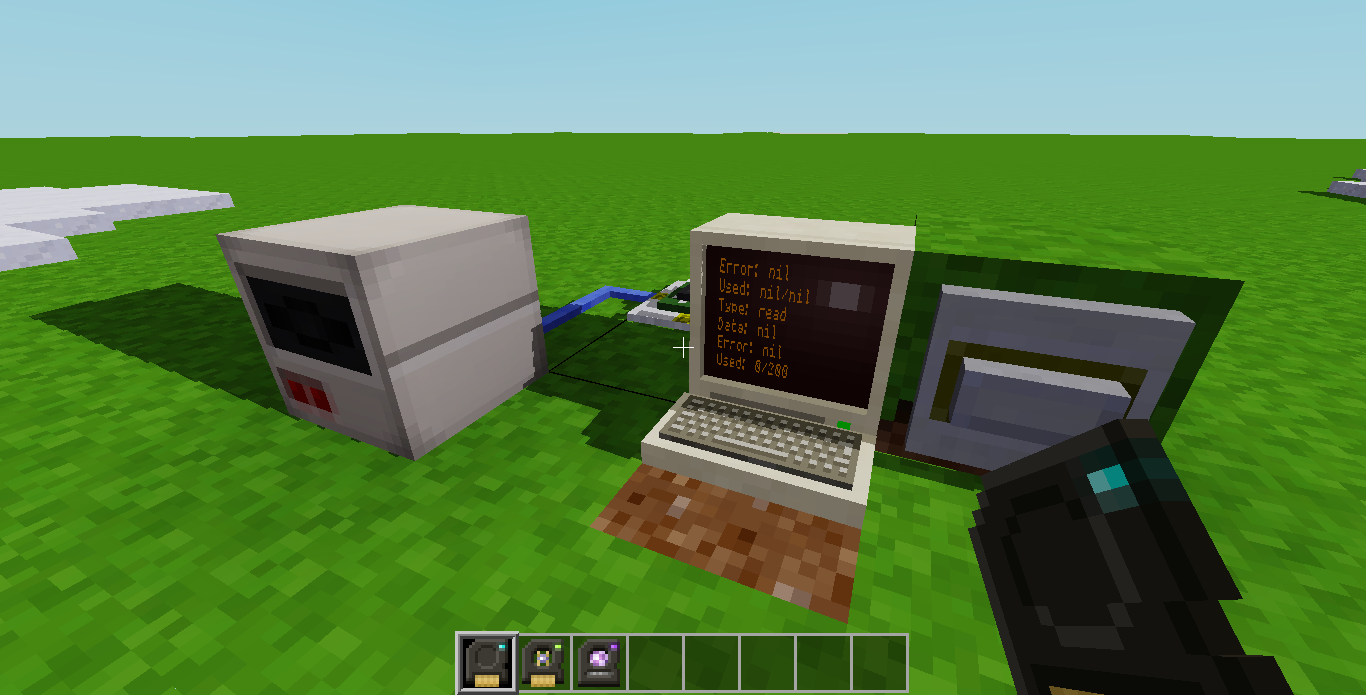 Error: nil
Used: nil/nil
Type: read
Data: nil
Error: nil
Used: 0/200